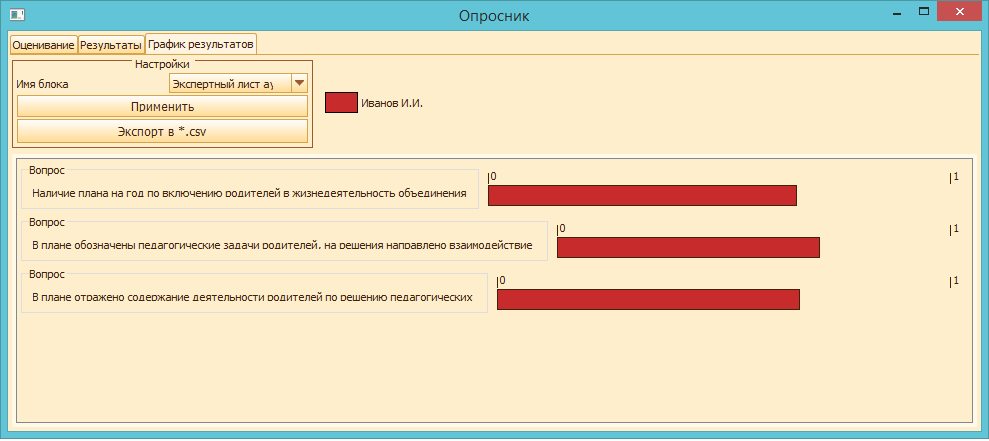 Опросник
Оценивание Результаты График результатов
Настройки
Имя блока Экспертный лист ау
Применить
Экспорт в *.csv
Иванов И.И.
Вопрос
Наличие плана на год по включению родителей в жизнедеятельность объединения
0 1
Вопрос
В плане обозначены педагогические задачи родителей, на решения направлено взаимодействие
0 1
Вопрос
В плане отражено содержание деятельности родителей по решению педагогических
0 1